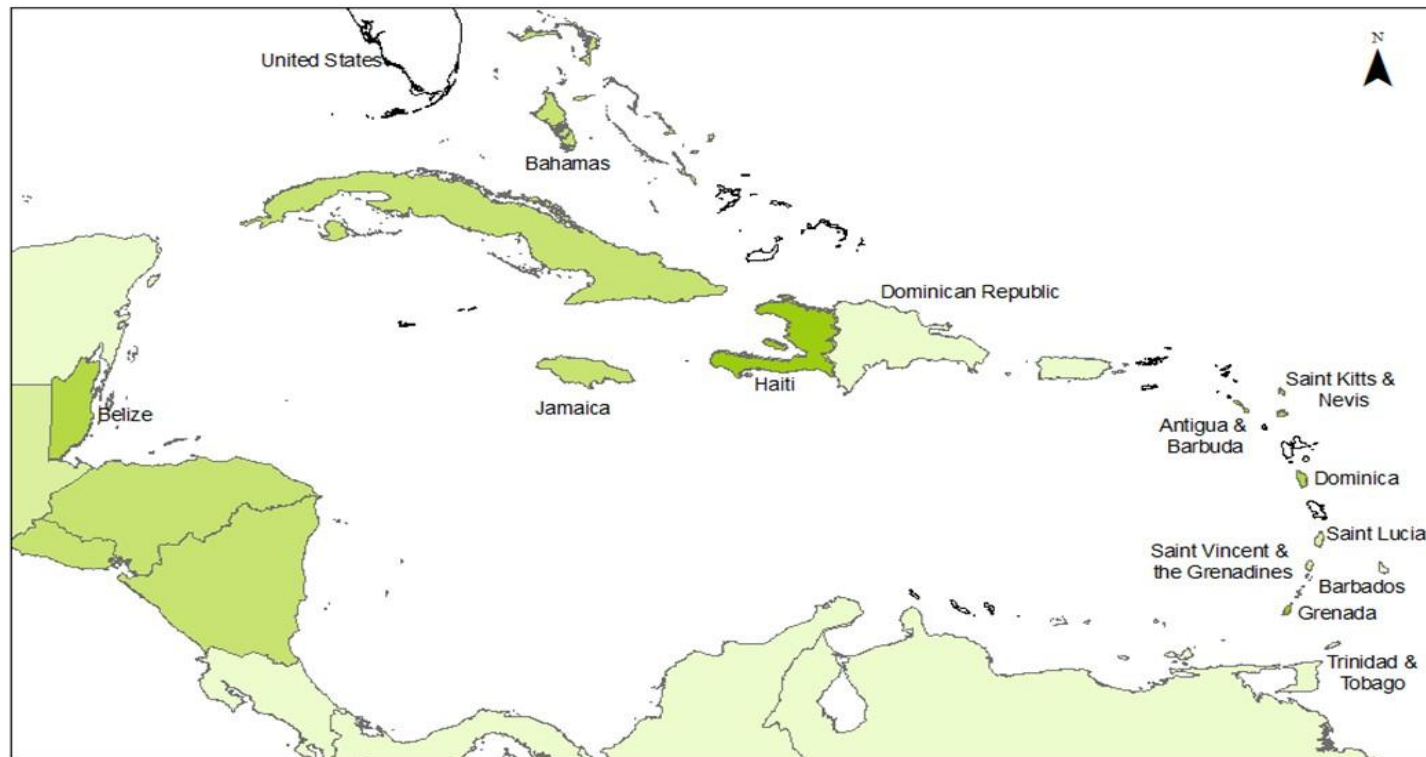 N
United States
Bahamas
Dominican Republic
Haiti
Jamaica
Belize
Saint Kitts &
Nevis
Antigua &
Barbuda
Dominica
Saint Lucia
Saint Vincent &
the Grenadines
Barbados
Grenada
Trinidad &
Tobago